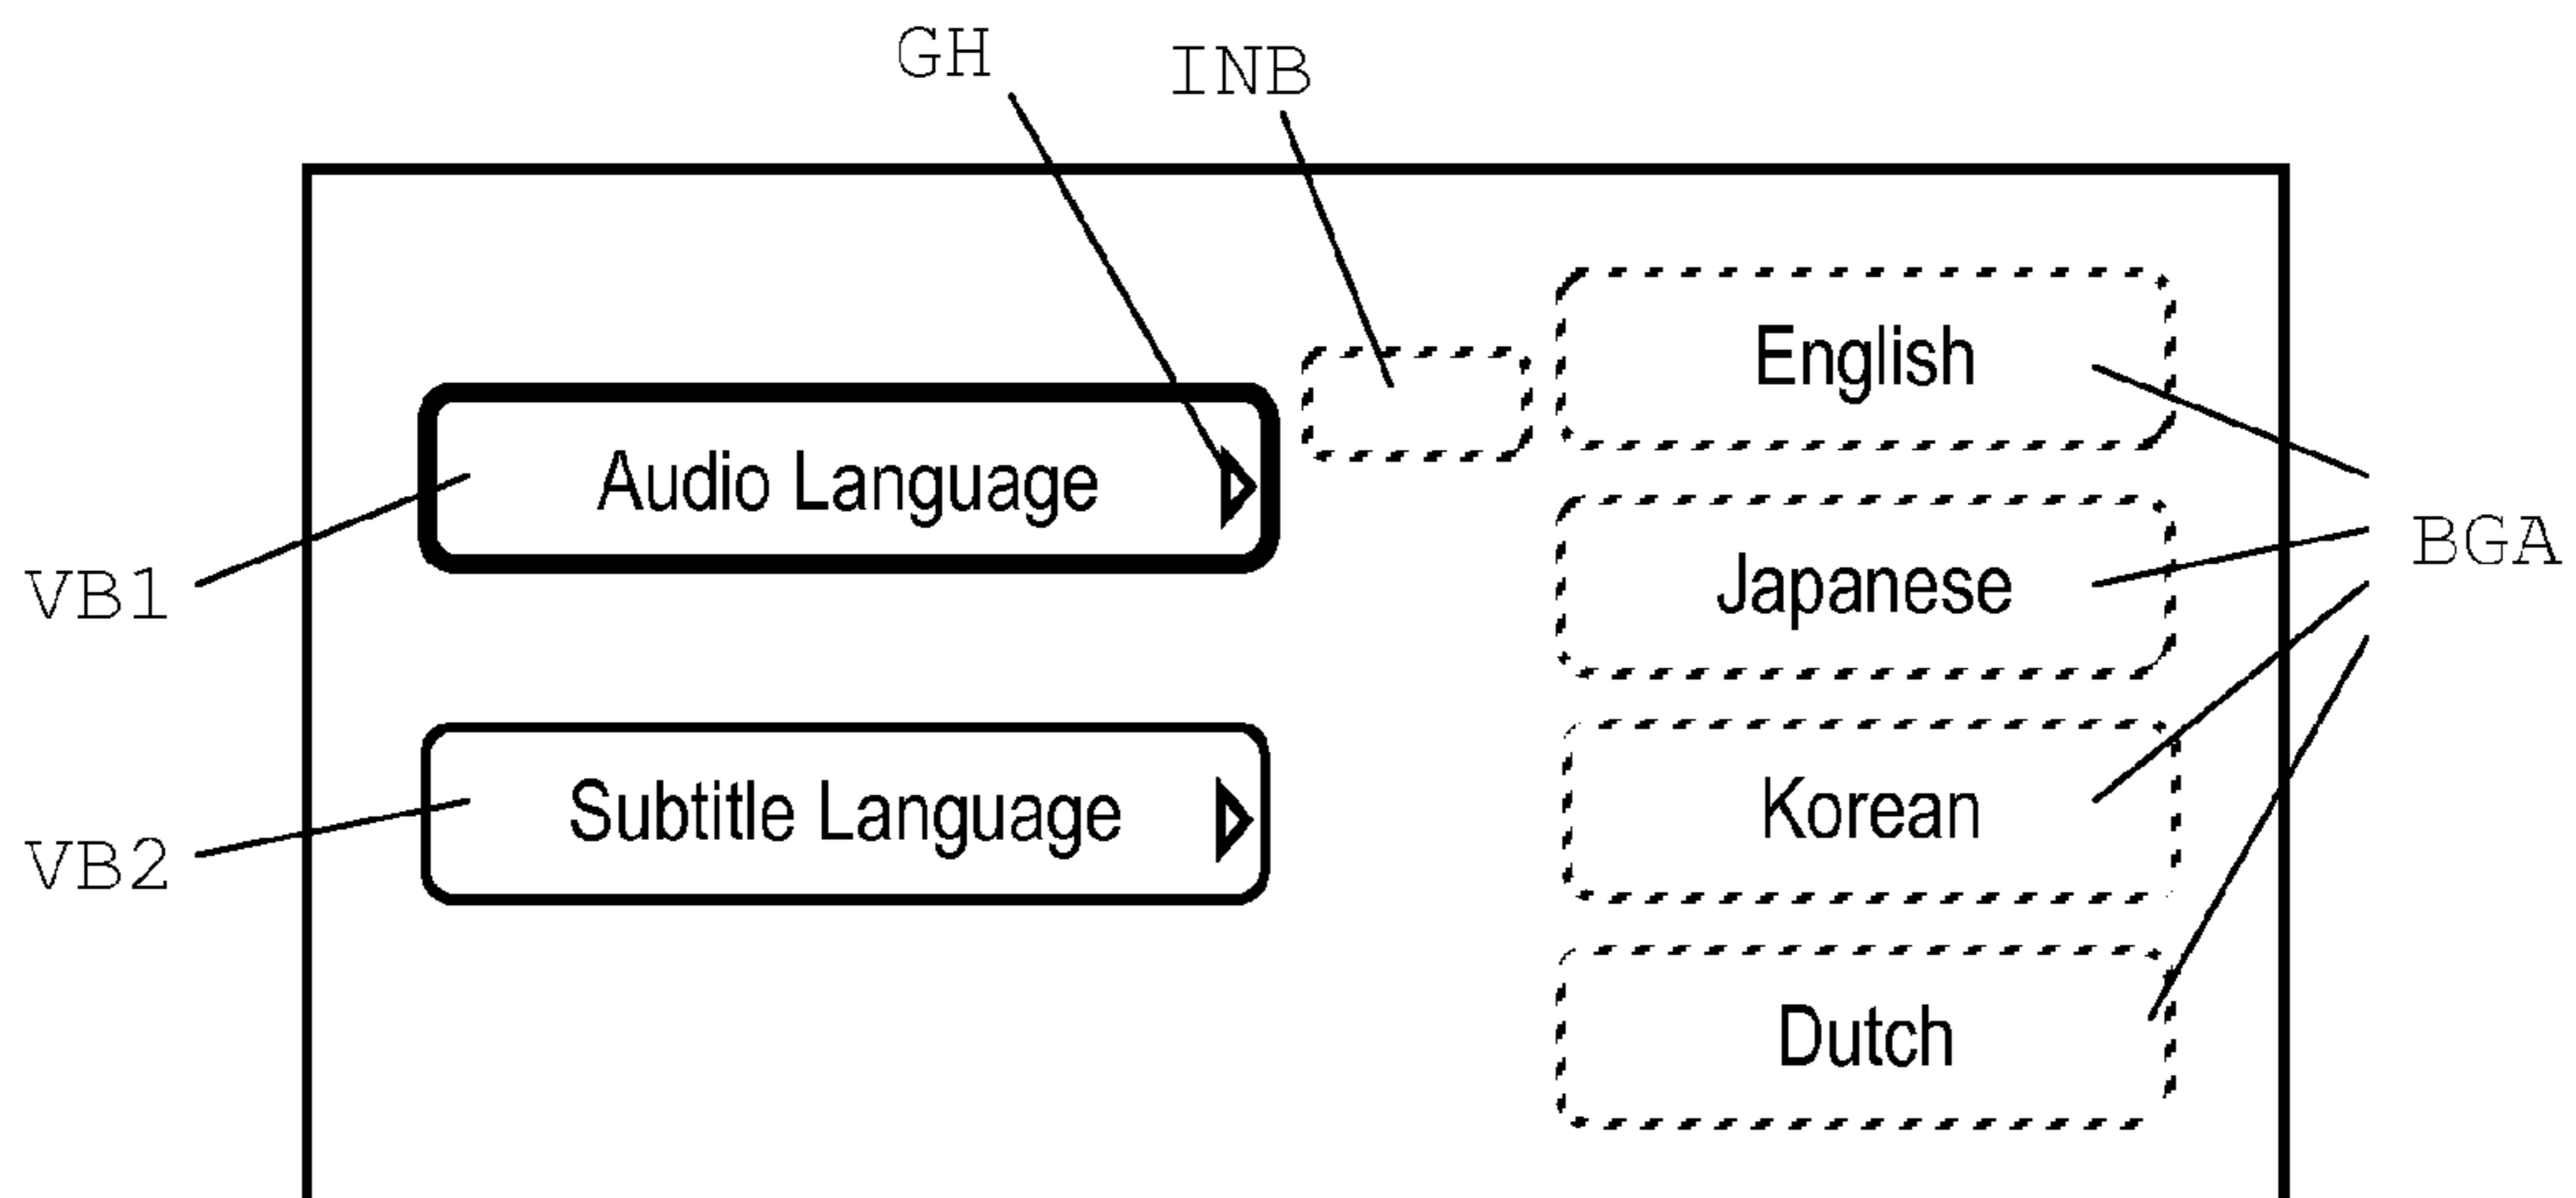 GH
INB
English
Audio Language
Japanese
BGA
VB1
Subtitle Language
Korean
VB2
Dutch